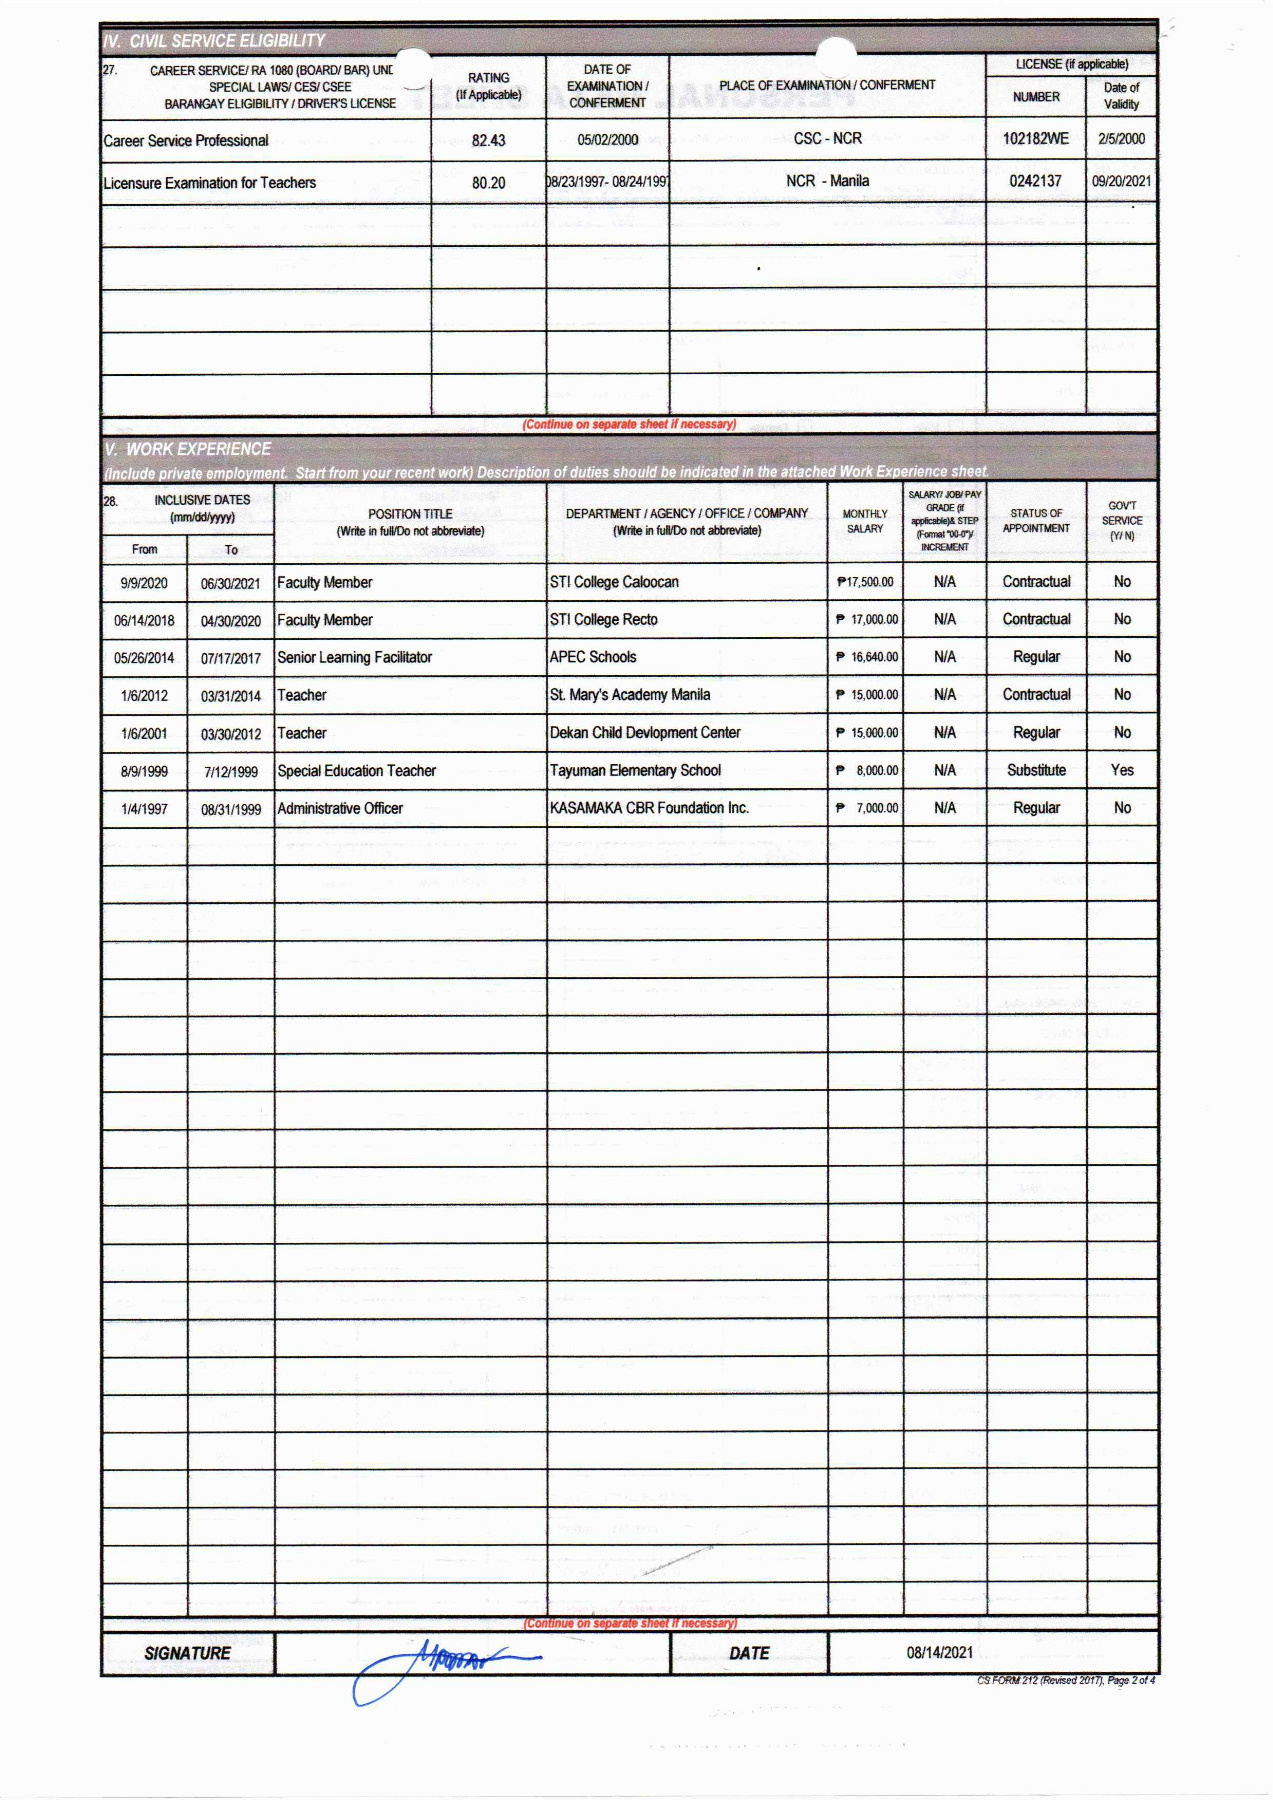 IV. CIVIL SERVICE ELIGIBILITY
27. CAREER SERVICE/ RA 1080 (BOARD/ BAR) UND
SPECIAL LAWS/ CES/ CSEE
BARANGAY ELIGIBILITY / DRIVER'S LICENSE
RATING
(If Applicable)
DATE OF
EXAMINATION /
CONFERMENT
PLACE OF EXAMINATION / CONFERMENT
LICENSE (if applicable)
NUMBER
Date of
Validity
Career Service Professional 82.43 05/02/2000 CSC - NCR 102182WE 2/5/2000
Licensure Examination for Teachers 80.20 08/23/1997- 08/24/1997 NCR - Manila 0242137 09/20/2021
(Continue on separate sheet if necessary)
V. WORK EXPERIENCE
(Include private employment. Start from your recent work) Description of duties should be indicated in the attached Work Experience sheet.
28. INCLUSIVE DATES
(mm/dd/yyyy)
From To
POSITION TITLE
(Write in full/Do not abbreviate)
DEPARTMENT / AGENCY / OFFICE / COMPANY
(Write in full/Do not abbreviate)
MONTHLY
SALARY
SALARY/ JOB/ PAY
GRADE (if
applicable)& STEP
(Format "00-0")/
INCREMENT
STATUS OF
APPOINTMENT
GOV'T
SERVICE
(Y/ N)
9/9/2020 06/30/2021 Faculty Member STI College Caloocan ₱17,500.00 N/A Contractual No
06/14/2018 04/30/2020 Faculty Member STI College Recto ₱ 17,000.00 N/A Contractual No
05/26/2014 07/17/2017 Senior Learning Facilitator APEC Schools ₱ 16,640.00 N/A Regular No
1/6/2012 03/31/2014 Teacher St. Mary's Academy Manila ₱ 15,000.00 N/A Contractual No
1/6/2001 03/30/2012 Teacher Dekan Child Devlopment Center ₱ 15,000.00 N/A Regular No
8/9/1999 7/12/1999 Special Education Teacher Tayuman Elementary School ₱ 8,000.00 N/A Substitute Yes
1/4/1997 08/31/1999 Administrative Officer KASAMAKA CBR Foundation Inc. ₱ 7,000.00 N/A Regular No
(Continue on separate sheet if necessary)
SIGNATURE DATE 08/14/2021
CS FORM 212 (Revised 2017), Page 2 of 4